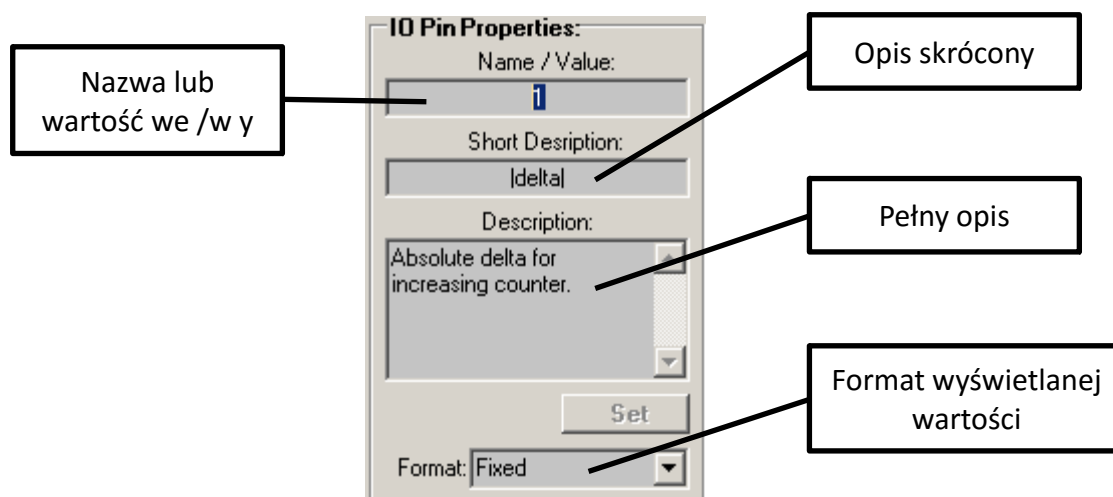 IO Pin Properties:
Name / Value:
1
Short Desription:
|delta|
Description:
Absolute delta for
increasing counter.
Set
Format: Fixed
Nazwa lub
wartość we /w y
Opis skrócony
Pełny opis
Format wyświetlanej
wartości